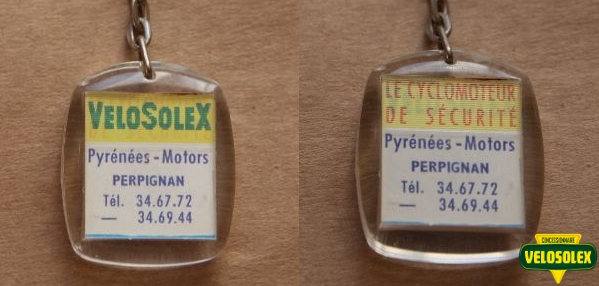 VELOSOLEX
Pyrénées - Motors
PERPIGNAN
Tél. 34.67.72
— 34.69.44
LE CYCLOMOTEUR
DE SÉCURITÉ
Pyrénées - Motors
PERPIGNAN
Tél. 34.67.72
— 34.69.44
CONCESSIONNAIRE
VELOSOLEX